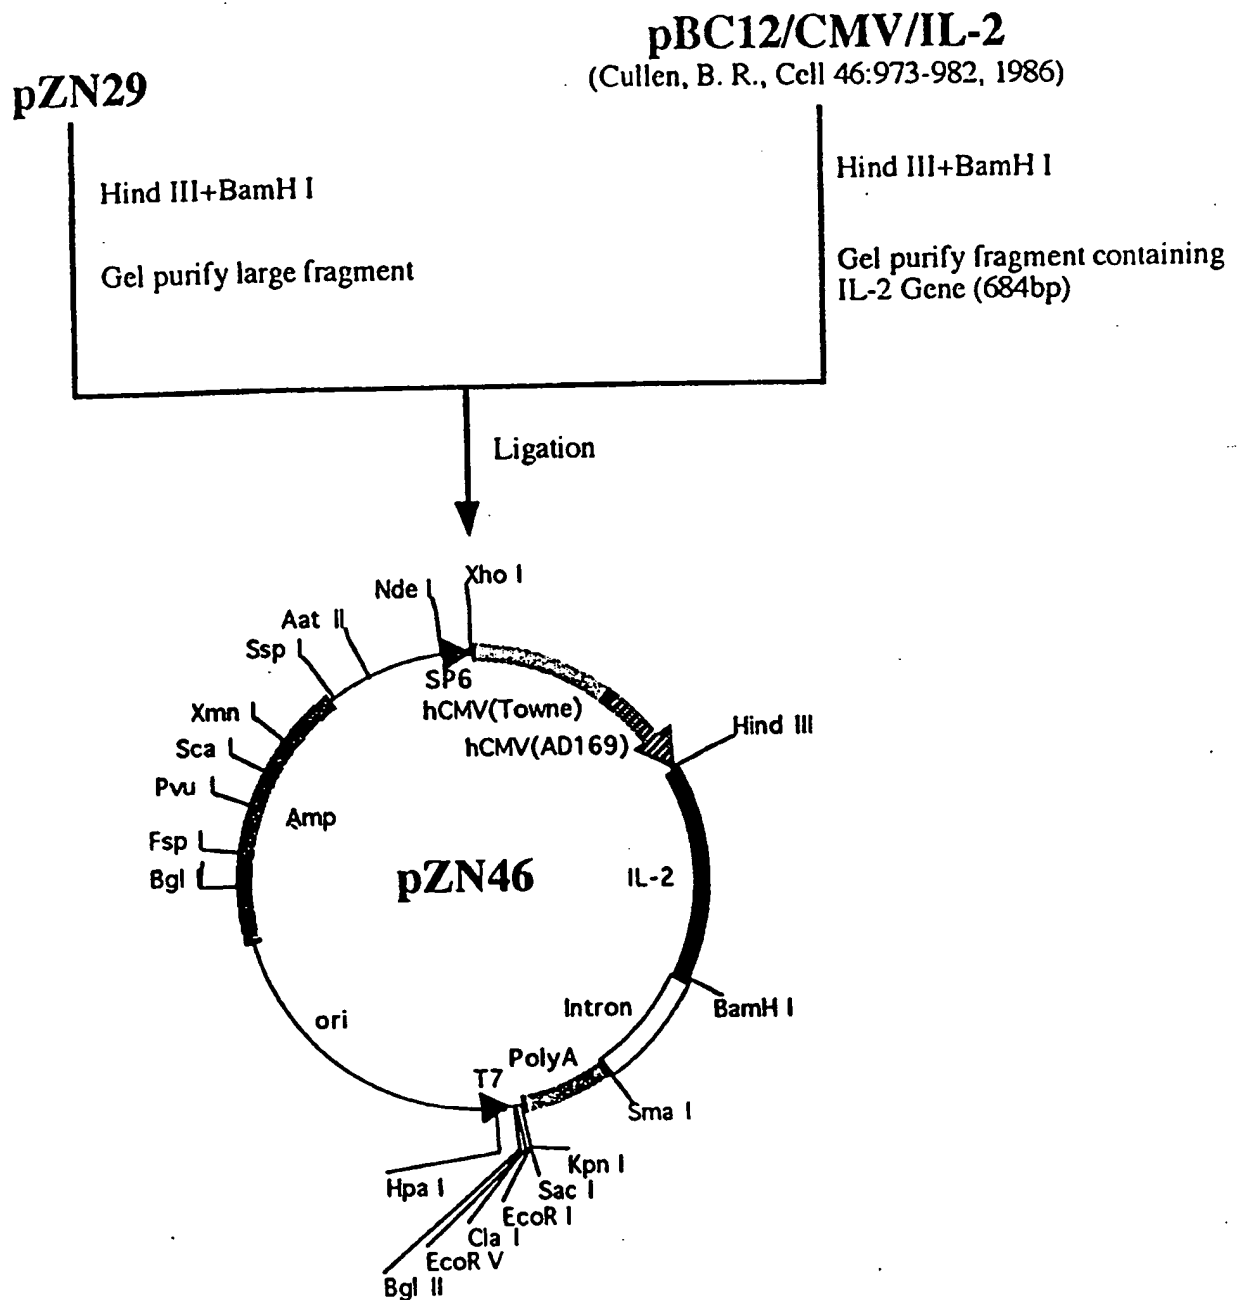 pBC12/CMV/IL-2
(Cullen, B. R., Cell 46:973-982, 1986)
pZN29
Hind III+BamH I
Hind III+BamH I
Gel purify large fragment
Gel purify fragment containing
IL-2 Gene (684bp)
Ligation
Xho I
Nde I
Aat II
Ssp I
SP6
hCMV(Towne)
Xmn I
Hind III
hCMV(AD169)
Sca I
Pvu I
Amp
Fsp I
Bgl I
pZN46
IL-2
Intron
BamH I
ori
PolyA
T7
Sma I
Kpn I
Hpa I
Sac I
EcoR I
Cla I
EcoR V
Bgl II